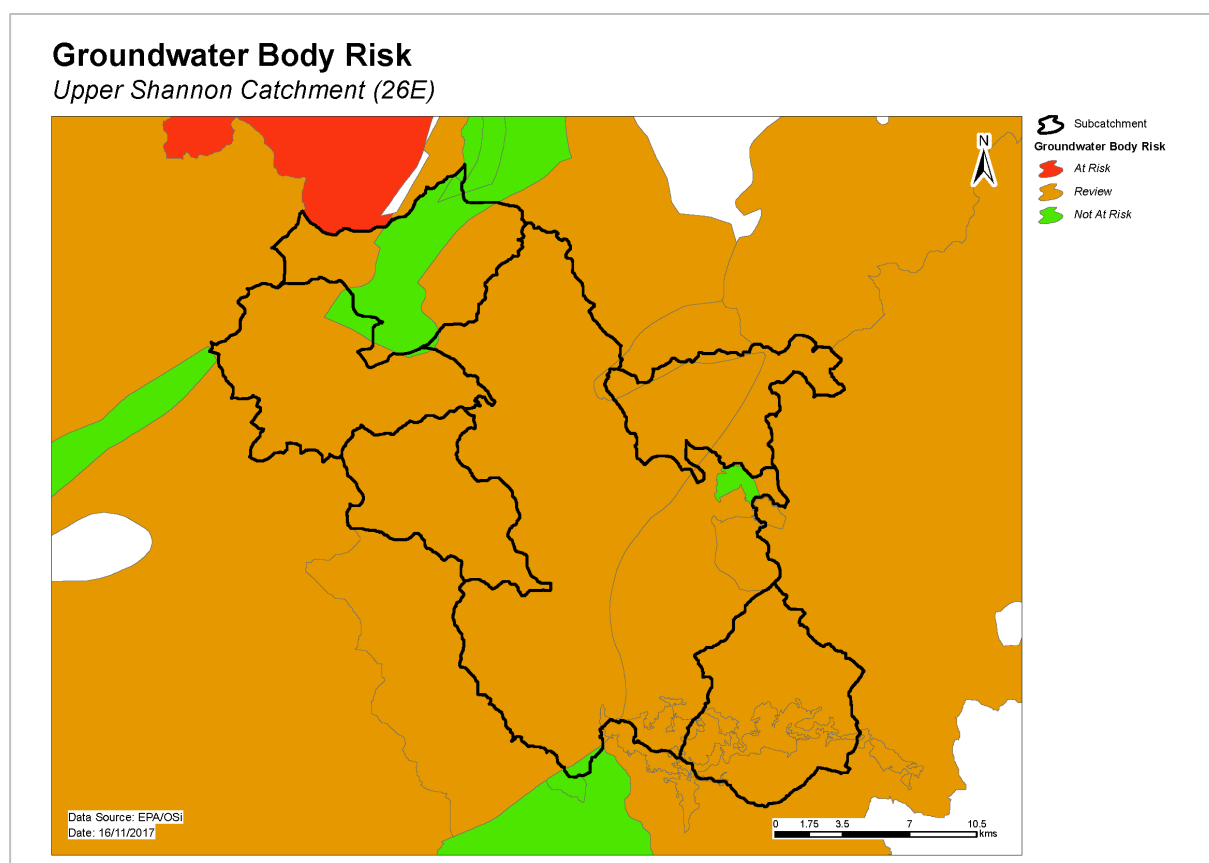 Groundwater Body Risk
Upper Shannon Catchment (26E)
Subcatchment
Groundwater Body Risk
At Risk
Review
Not At Risk
N
Data Source: EPA/OSi
Date: 16/11/2017
0 1.75 3.5 7 10.5
kms